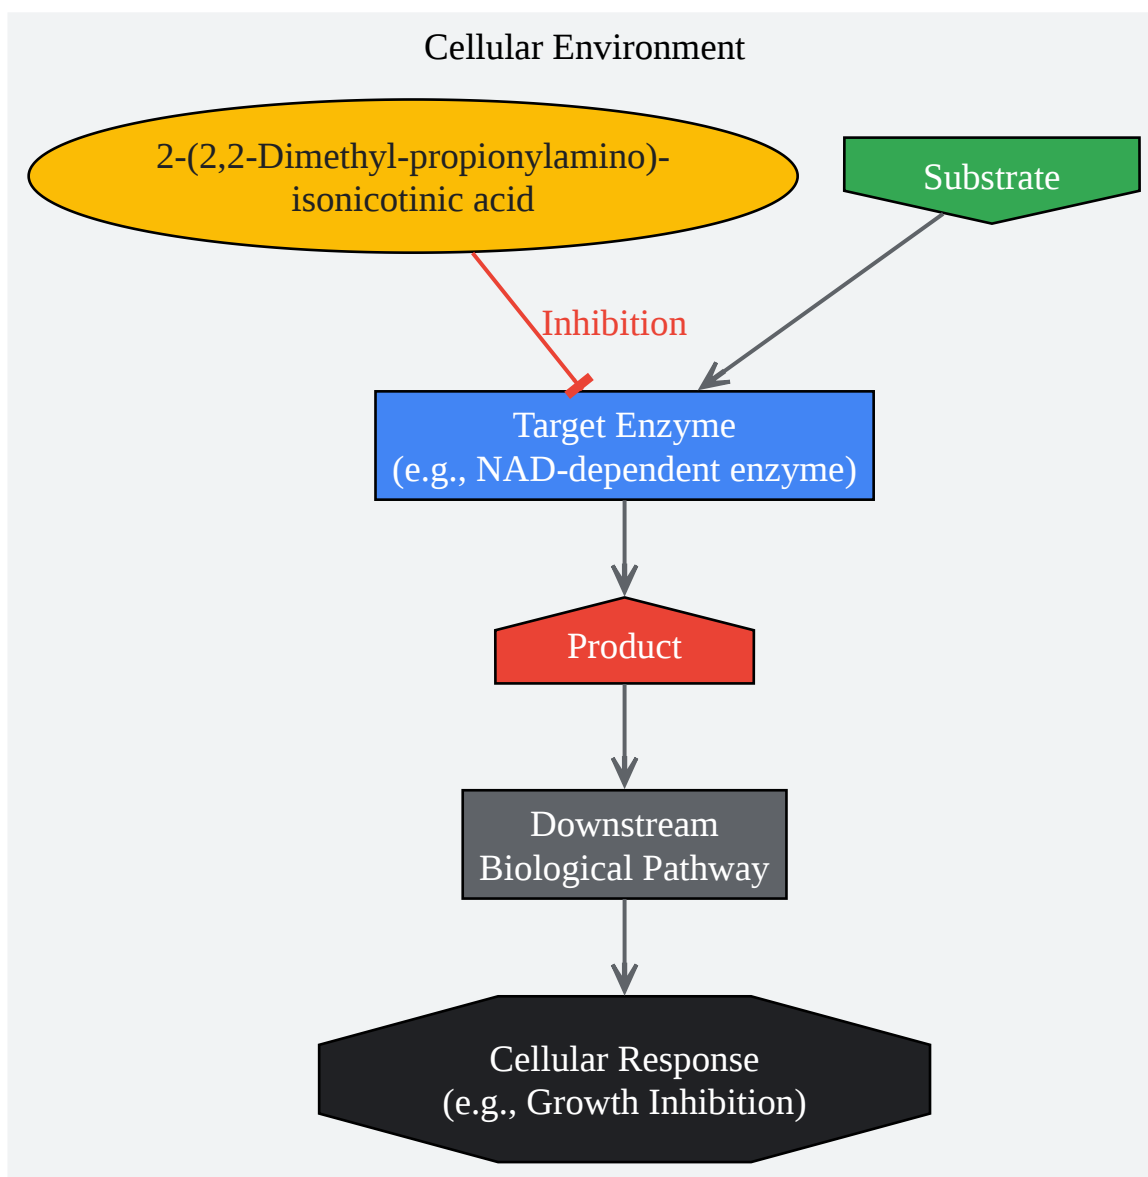 Cellular Environment
2-(2,2-Dimethyl-propionylamino)-
isonicotinic acid
Substrate
Inhibition
Target Enzyme
(e.g., NAD-dependent enzyme)
Product
Downstream
Biological Pathway
Cellular Response
(e.g., Growth Inhibition)